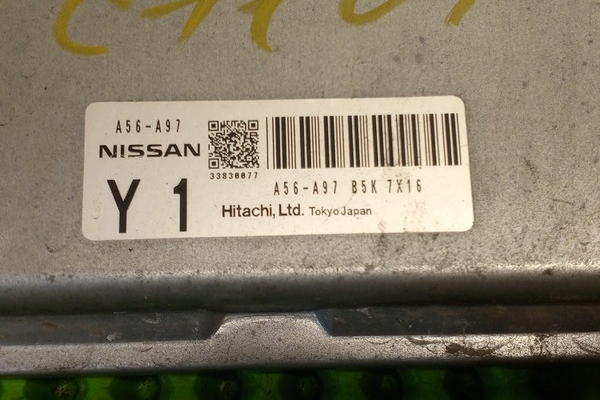 A56-A97
NISSAN
33830077
Y 1
A56-A97 B5K 7X16
Hitachi, Ltd. Tokyo Japan